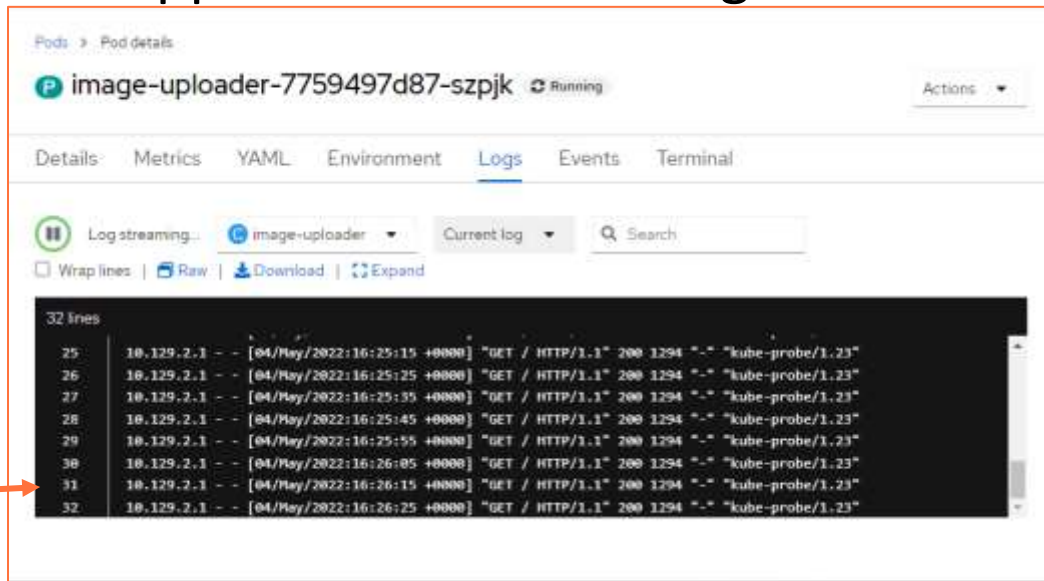 Pods > Pod details
P image-uploader-7759497d87-szpjk Running
Actions
Details Metrics YAML Environment Logs Events Terminal
Log streaming... C image-uploader Current log Search
Wrap lines | Raw | Download | Expand
32 lines
25 10.129.2.1 - - [04/May/2022:16:25:15 +0000] "GET / HTTP/1.1" 200 1294 "-" "kube-probe/1.23"
26 10.129.2.1 - - [04/May/2022:16:25:25 +0000] "GET / HTTP/1.1" 200 1294 "-" "kube-probe/1.23"
27 10.129.2.1 - - [04/May/2022:16:25:35 +0000] "GET / HTTP/1.1" 200 1294 "-" "kube-probe/1.23"
28 10.129.2.1 - - [04/May/2022:16:25:45 +0000] "GET / HTTP/1.1" 200 1294 "-" "kube-probe/1.23"
29 10.129.2.1 - - [04/May/2022:16:25:55 +0000] "GET / HTTP/1.1" 200 1294 "-" "kube-probe/1.23"
30 10.129.2.1 - - [04/May/2022:16:26:05 +0000] "GET / HTTP/1.1" 200 1294 "-" "kube-probe/1.23"
31 10.129.2.1 - - [04/May/2022:16:26:15 +0000] "GET / HTTP/1.1" 200 1294 "-" "kube-probe/1.23"
32 10.129.2.1 - - [04/May/2022:16:26:25 +0000] "GET / HTTP/1.1" 200 1294 "-" "kube-probe/1.23"